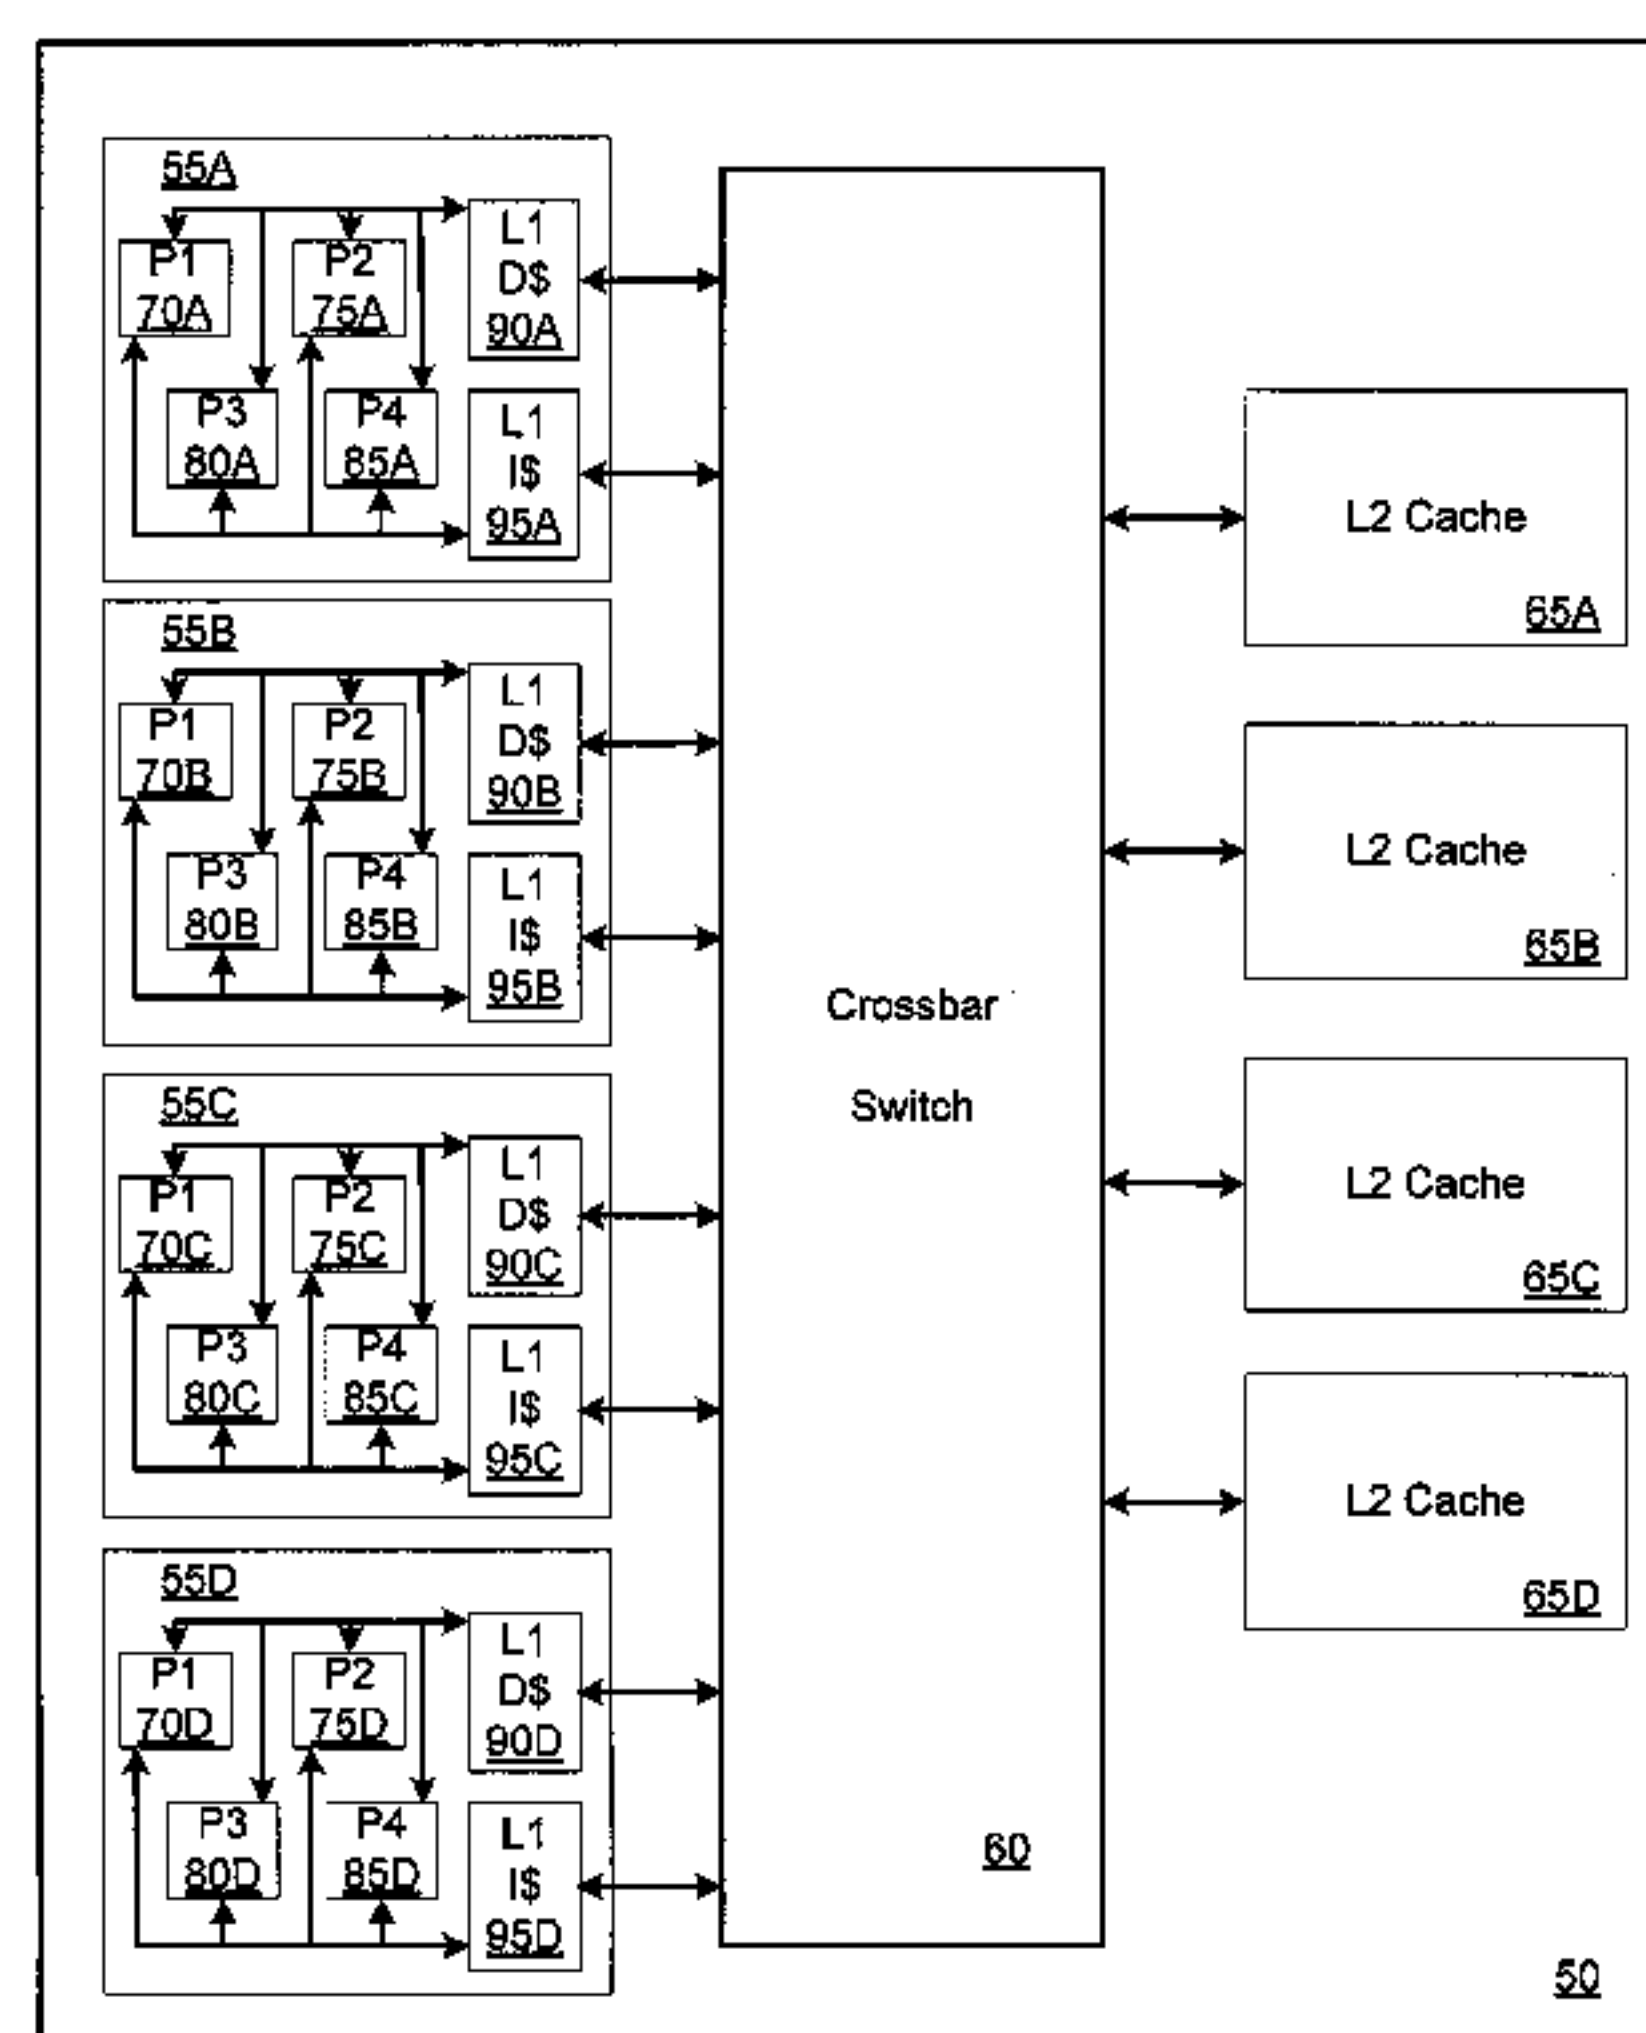 55A
P1
70A
P2
75A
L1
D$
90A
P3
80A
P4
85A
L1
I$
95A
55B
P1
70B
P2
75B
L1
D$
90B
P3
80B
P4
85B
L1
I$
95B
55C
P1
70C
P2
75C
L1
D$
90C
P3
80C
P4
85C
L1
I$
95C
55D
P1
70D
P2
75D
L1
D$
90D
P3
80D
P4
85D
L1
I$
95D
Crossbar
Switch
60
L2 Cache
65A
L2 Cache
65B
L2 Cache
65C
L2 Cache
65D
50